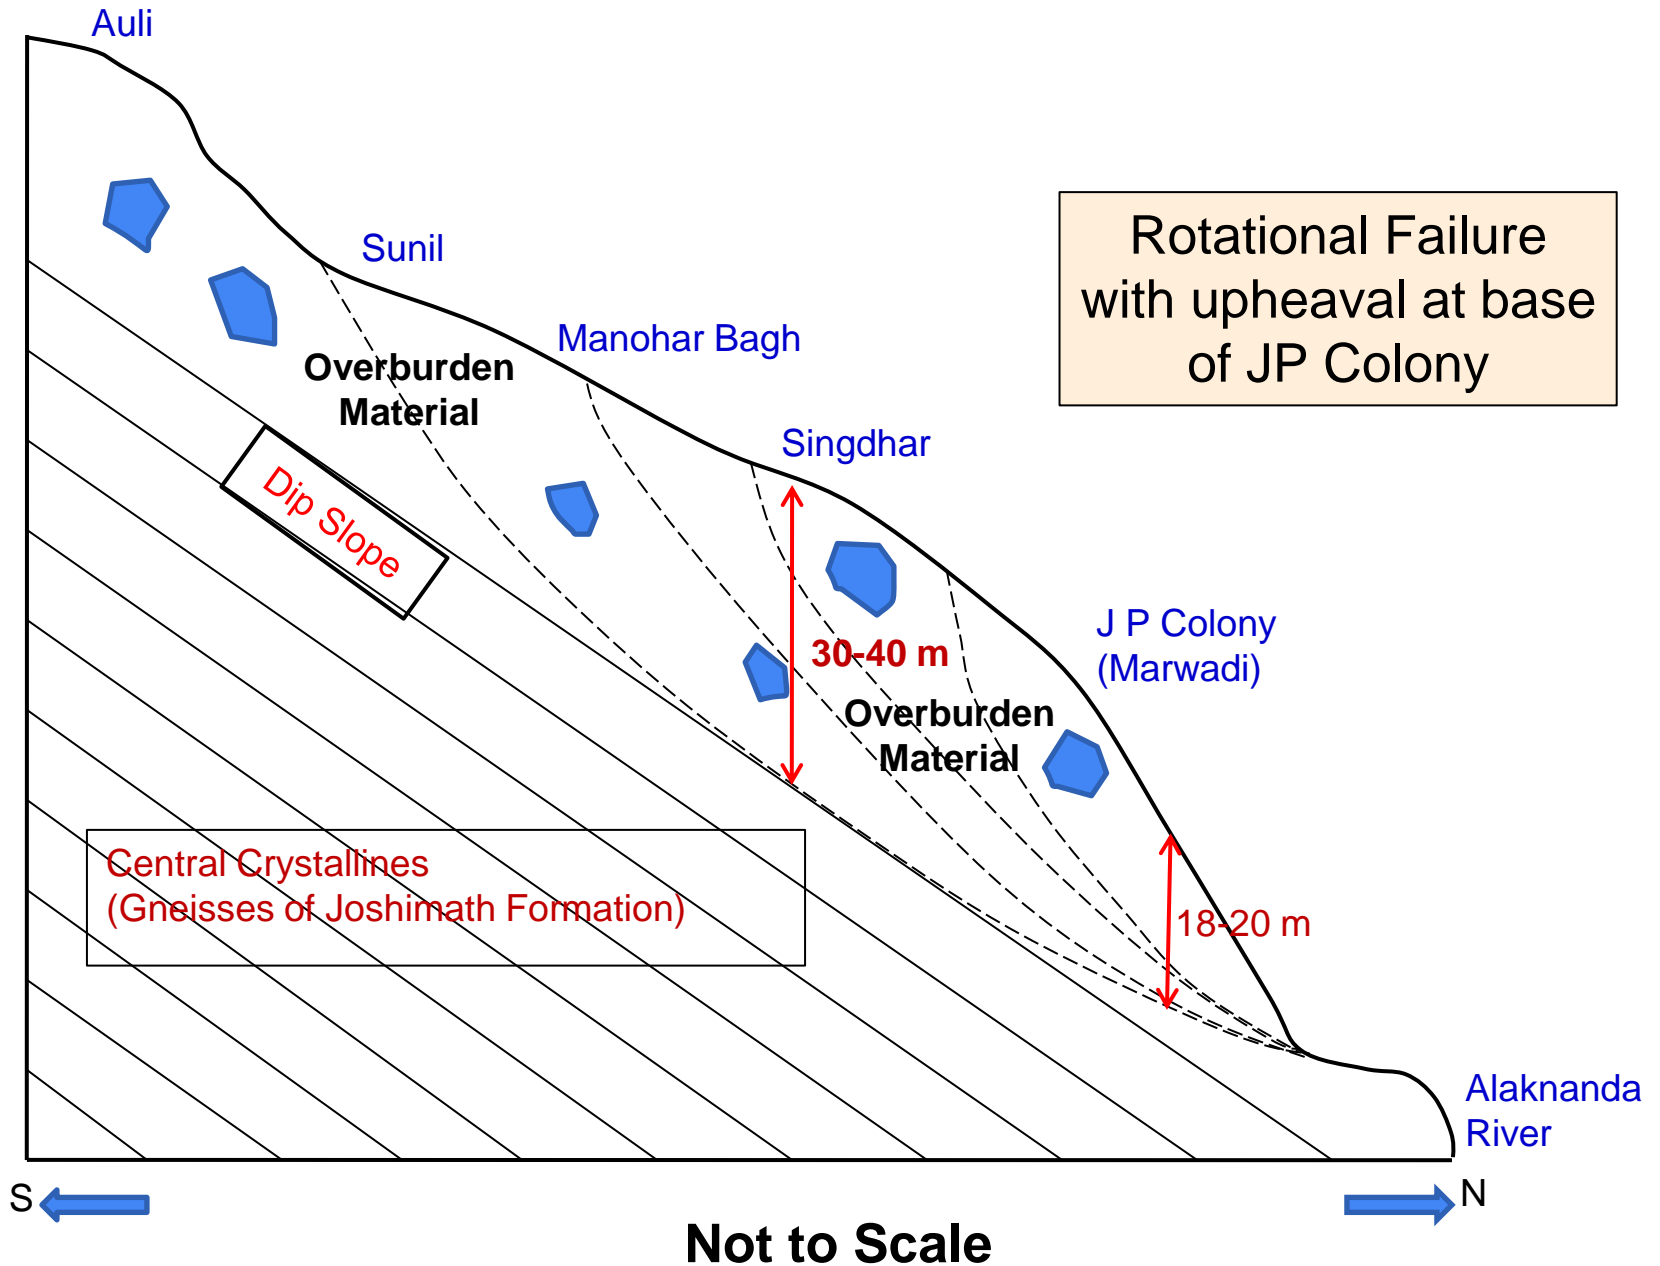 Auli
Sunil
Rotational Failure
with upheaval at base
of JP Colony
Manohar Bagh
Overburden
Material
Singdhar
Dip Slope
J P Colony
(Marwadi)
30-40 m
Overburden
Material
Central Crystallines
(Gneisses of Joshimath Formation)
18-20 m
Alaknanda
River
S
N
Not to Scale